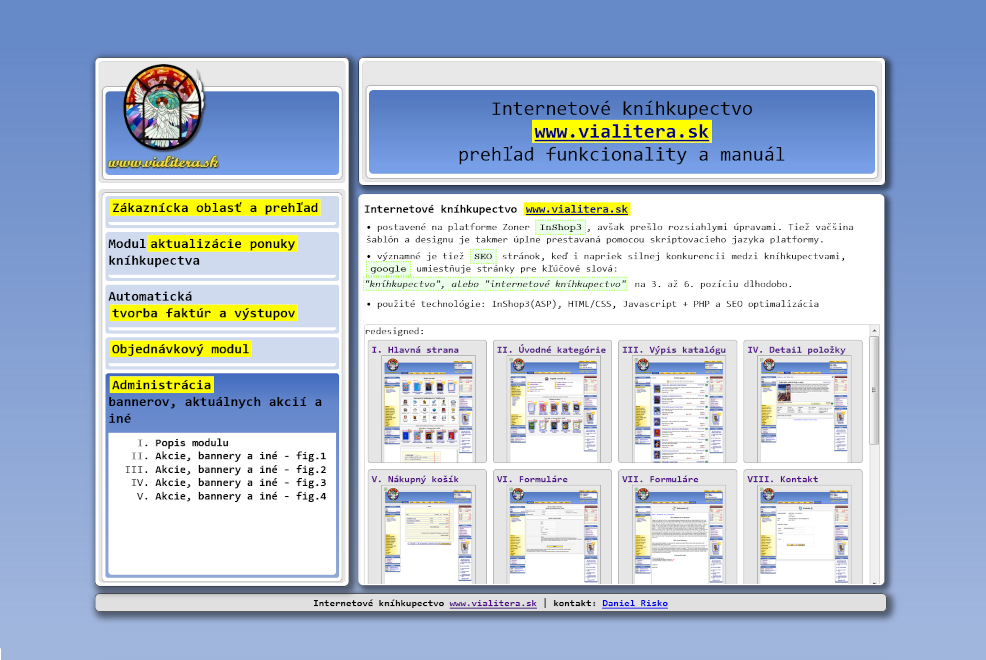 www.vialitera.sk
Internetové kníhkupectvo
www.vialitera.sk
prehľad funkcionality a manuál
Zákaznícka oblasť a prehľad
Modul aktualizácie ponuky
kníhkupectva
Automatická
tvorba faktúr a výstupov
Objednávkový modul
Administrácia
bannerov, aktuálnych akcií a
iné
I. Popis modulu
II. Akcie, bannery a iné - fig.1
III. Akcie, bannery a iné - fig.2
IV. Akcie, bannery a iné - fig.3
V. Akcie, bannery a iné - fig.4
Internetové kníhkupectvo www.vialitera.sk
• postavené na platforme Zoner InShop3, avšak prešlo rozsiahlymi úpravami. Tiež vačšina
šablón a designu je takmer úplne prestavaná pomocou skriptovacieho jazyka platformy.
• významné je tiež SEO stránok, keď i napriek silnej konkurencii medzi kníhkupectvami,
google umiestňuje stránky pre kľúčové slová:
"kníhkupectvo", alebo "internetové kníhkupectvo" na 3. až 6. pozíciu dlhodobo.
• použité technológie: InShop3(ASP), HTML/CSS, Javascript + PHP a SEO optimalizácia
redesigned:
I. Hlavná strana
II. Úvodné kategórie
III. Výpis katalógu
IV. Detail položky
V. Nákupný košík
VI. Formuláre
VII. Formuláre
VIII. Kontakt
Internetové kníhkupectvo www.vialitera.sk | kontakt: Daniel Risko